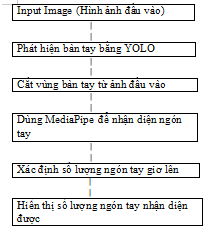 Input Image (Hình ảnh đầu vào)
Phát hiện bàn tay bằng YOLO
Cắt vùng bàn tay từ ảnh đầu vào
Dùng MediaPipe để nhận diện ngón
tay
Xác định số lượng ngón tay giơ lên
Hiển thị số lượng ngón tay nhận diện
được